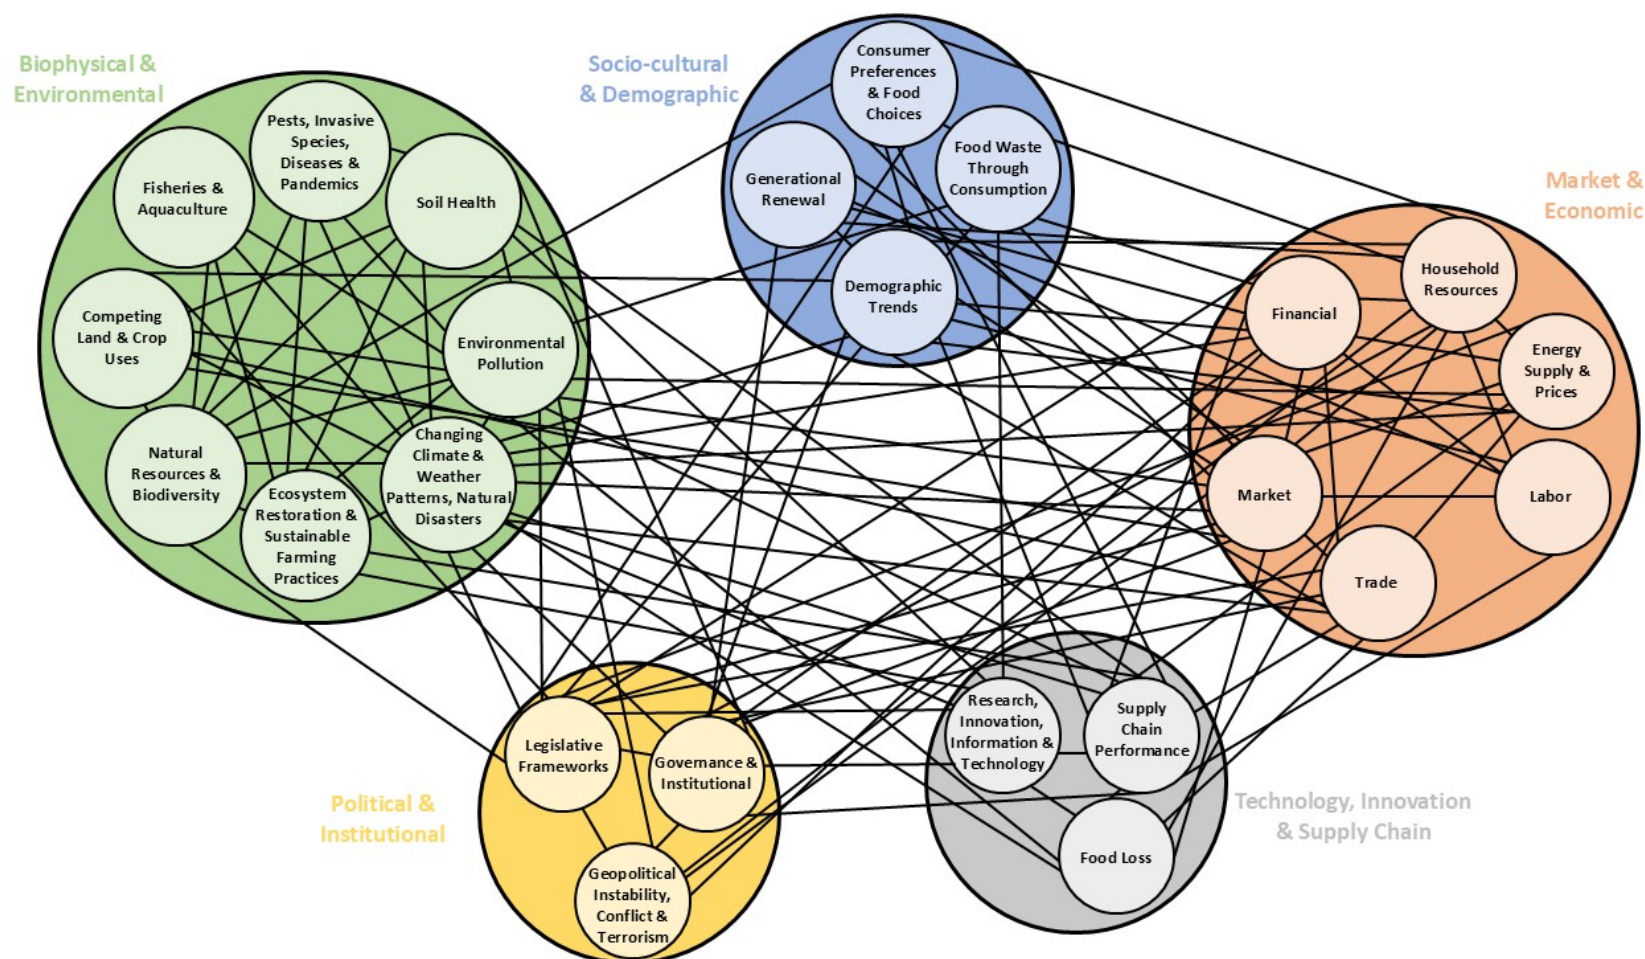 Biophysical &
Environmental
Pests, Invasive
Species,
Diseases &
Pandemics
Fisheries &
Aquaculture
Soil Health
Competing
Land & Crop
Uses
Environmental
Pollution
Natural
Resources &
Biodiversity
Ecosystem
Restoration &
Sustainable
Farming
Practices
Changing
Climate &
Weather
Patterns, Natural
Disasters
Socio-cultural
& Demographic
Consumer
Preferences
& Food
Choices
Generational
Renewal
Food Waste
Through
Consumption
Demographic
Trends
Market &
Economic
Household
Resources
Financial
Energy
Supply &
Prices
Market
Labor
Trade
Political &
Institutional
Legislative
Frameworks
Governance &
Institutional
Geopolitical
Instability,
Conflict &
Terrorism
Research,
Innovation,
Information &
Technology
Supply
Chain
Performance
Food Loss
Technology, Innovation
& Supply Chain